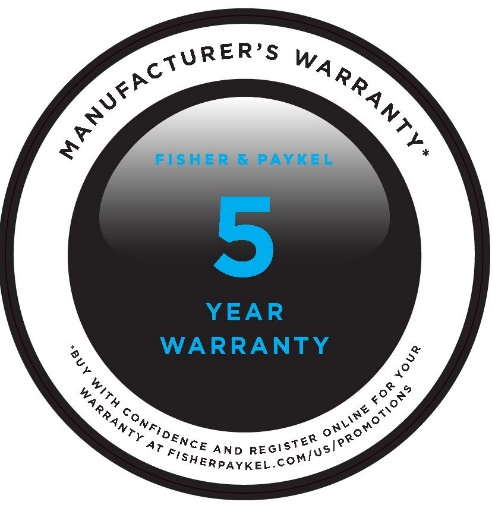 MANUFACTURER'S WARRANTY*
FISHER & PAYKEL
5
YEAR
WARRANTY
*BUY WITH CONFIDENCE AND REGISTER ONLINE FOR YOUR
WARRANTY AT FISHERPAYKEL.COM/US/PROMOTIONS